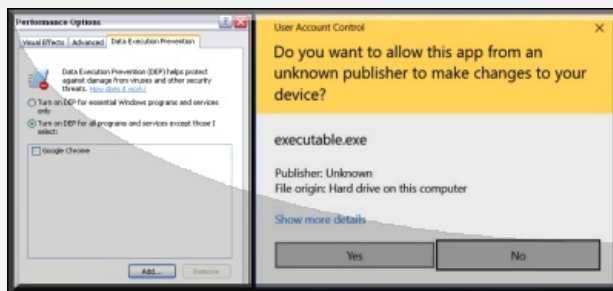 Performance Options
Visual Effects
Advanced
Data Execution Prevention
Data Execution Prevention (DEP) helps protect
against damage from viruses and other security
threats. How does it work?
Turn on DEP for essential Windows programs and services
only
Turn on DEP for all programs and services except those I
select:
Google Chrome
Add...
Remove
User Account Control
Do you want to allow this app from an
unknown publisher to make changes to your
device?
executable.exe
Publisher: Unknown
File origin: Hard drive on this computer
Show more details
Yes
No